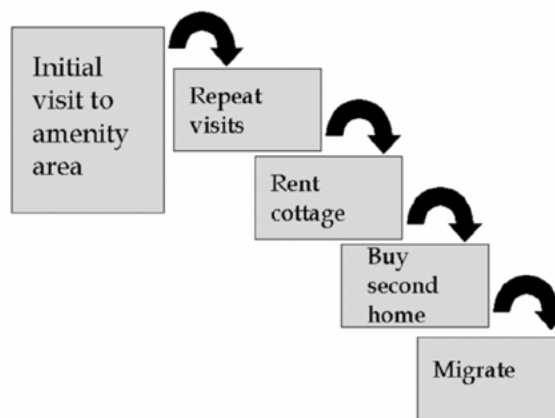 Initial
visit to
amenity
area
Repeat
visits
Rent
cottage
Buy
second
home
Migrate